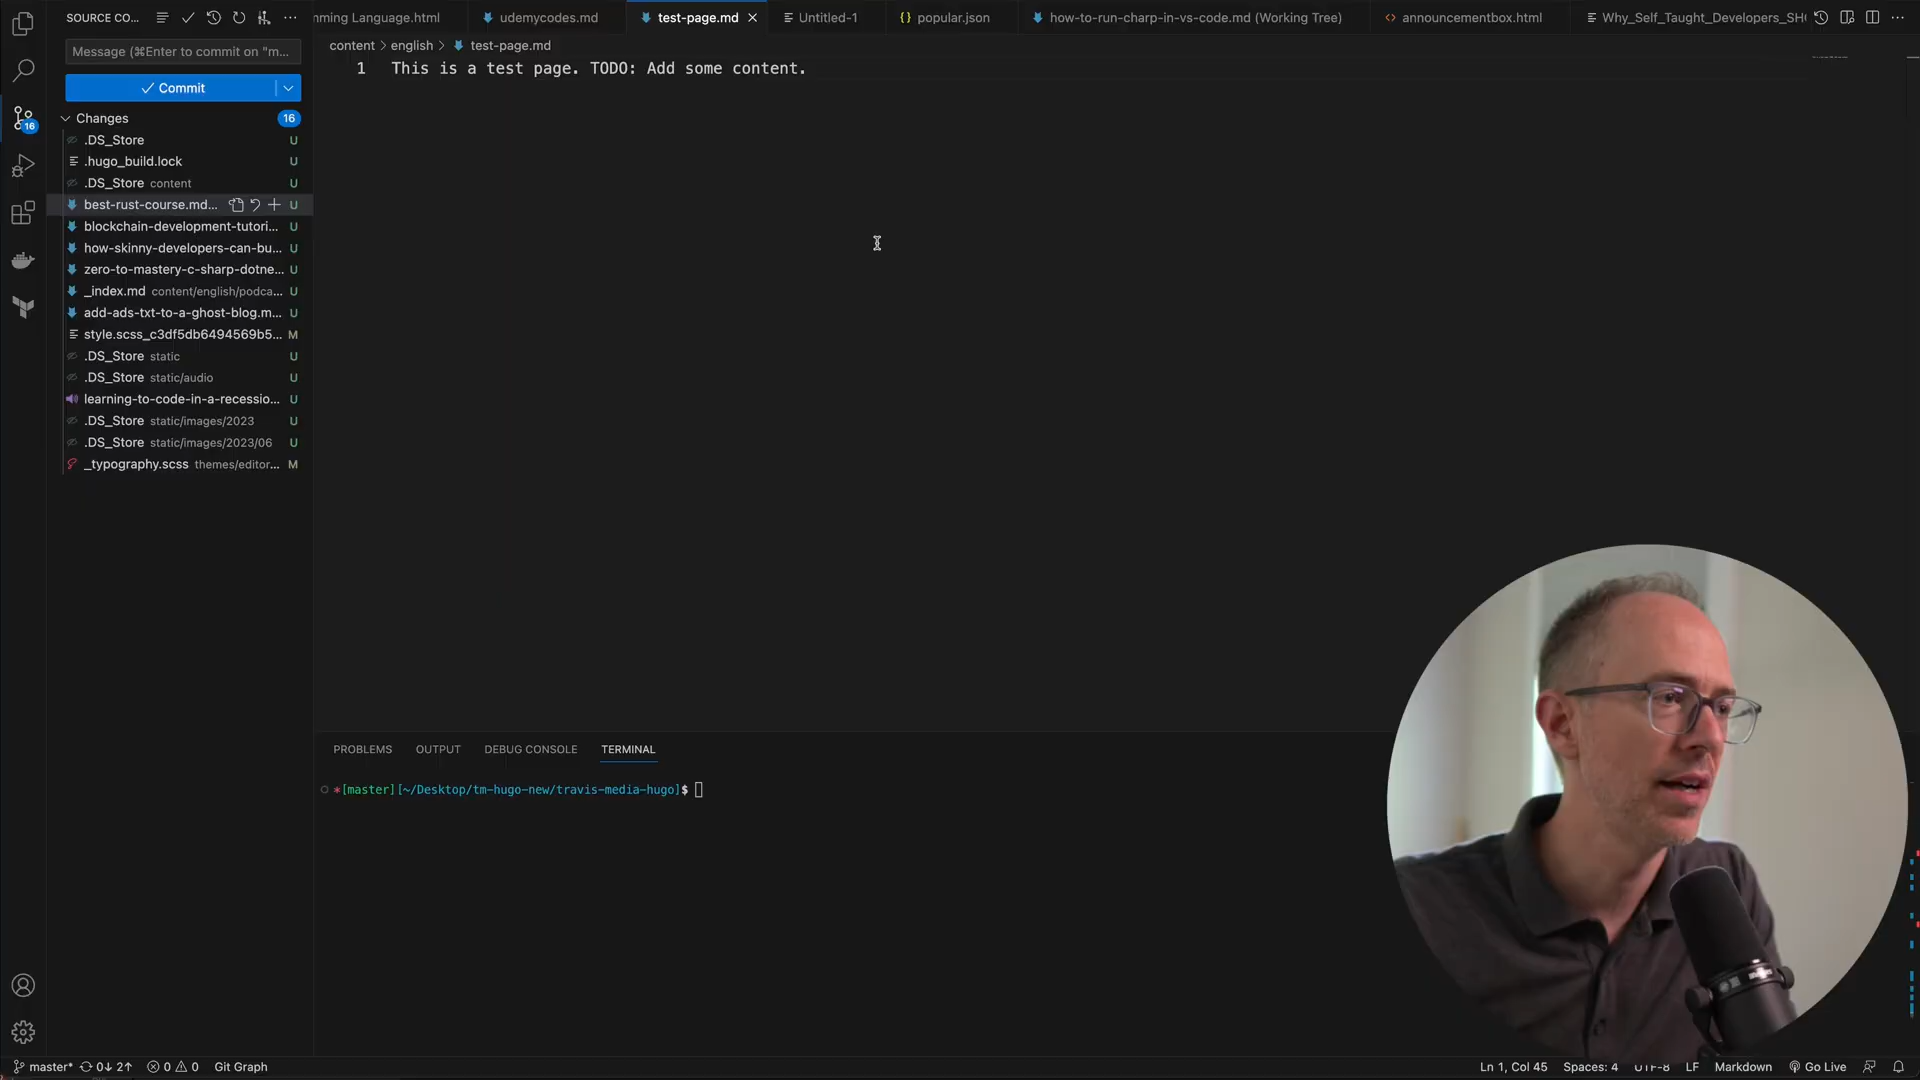 SOURCE CO...
mming Language.html
udemycodes.md
test-page.md
Untitled-1
popular.json
how-to-run-charp-in-vs-code.md (Working Tree)
announcementbox.html
Why_Self_Taught_Developers_SH
content > english > test-page.md
Message (⌘Enter to commit on "m...
1 This is a test page. TODO: Add some content.
Commit
Changes 16
16
.DS_Store U
.hugo_build.lock U
.DS_Store content U
best-rust-course.md... U
blockchain-development-tutori... U
how-skinny-developers-can-bu... U
zero-to-mastery-c-sharp-dotne... U
_index.md content/english/podca... U
add-ads-txt-to-a-ghost-blog.m... U
style.scss_c3df5db6494569b5... M
.DS_Store static U
.DS_Store static/audio U
learning-to-code-in-a-recessio... U
.DS_Store static/images/2023 U
.DS_Store static/images/2023/06 U
_typography.scss themes/editor... M
PROBLEMS OUTPUT DEBUG CONSOLE TERMINAL
*[master][~/Desktop/tm-hugo-new/travis-media-hugo]$
master* 0↓ 2↑ 0 0 Git Graph
Ln 1, Col 45 Spaces: 4 UTF-8 LF Markdown Go Live